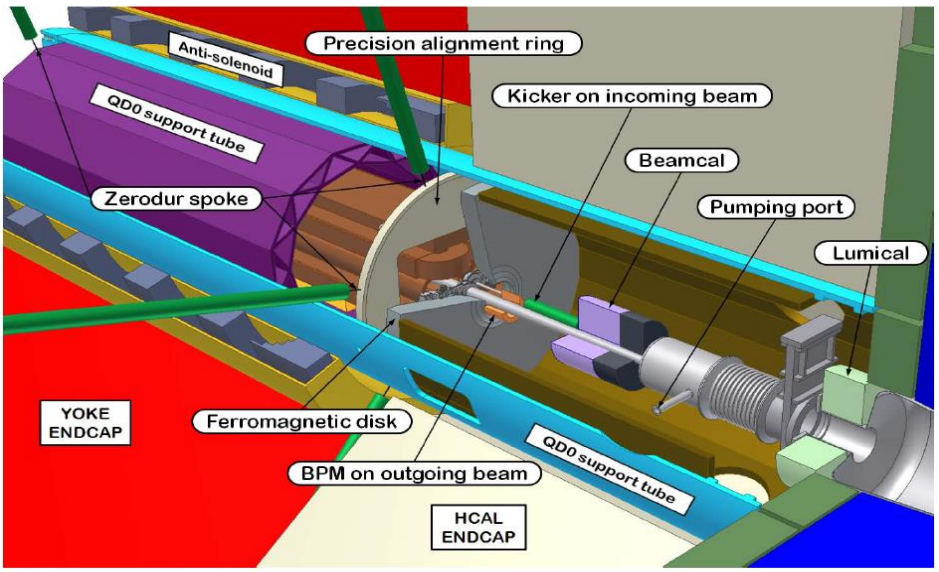 Precision alignment ring
Anti-solenoid
QD0 support tube
Kicker on incoming beam
Beamcal
Zerodur spoke
Pumping port
Lumical
YOKE
ENDCAP
Ferromagnetic disk
BPM on outgoing beam
QD0 support tube
HCAL
ENDCAP